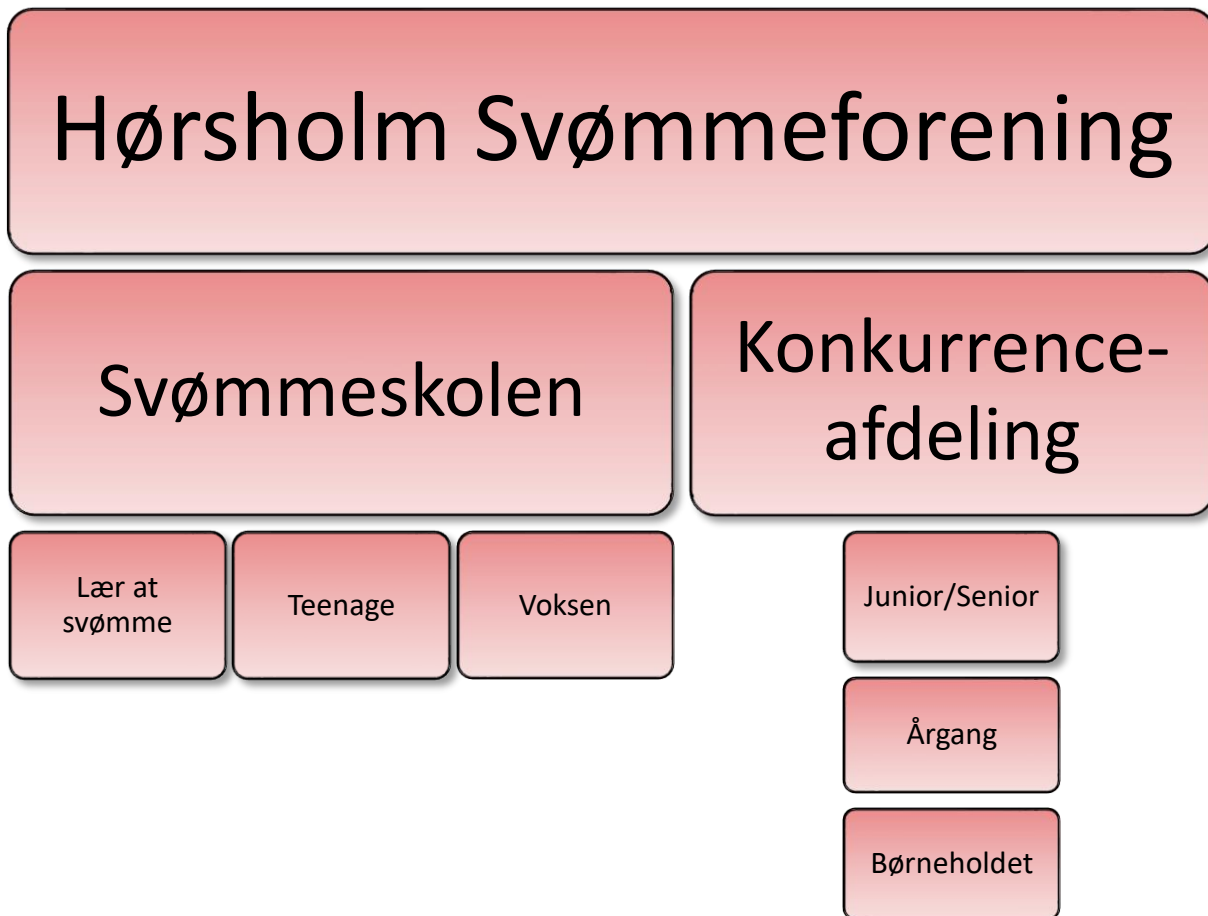 Hørsholm Svømmeforening
Svømmeskolen
Konkurrence-
afdeling
Lær at
svømme
Teenage
Voksen
Junior/Senior
Årgang
Børneholdet